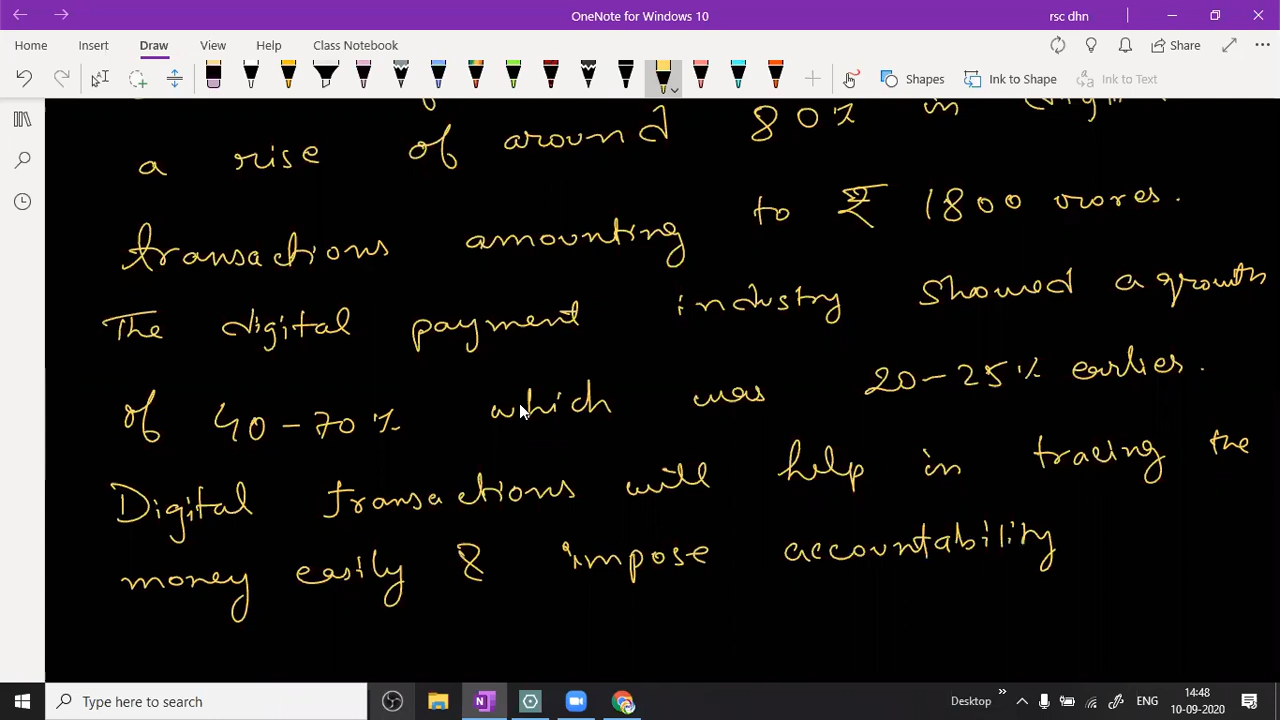 OneNote for Windows 10
rsc dhn
Home Insert Draw View Help Class Notebook
Share
Shapes Ink to Shape Ink to Text
a rise of around 80% in
transactions amounting to ₹ 1800 crores.
The digital payment industry showed a growth
of 40-70% which was 20-25% earlier.
Digital transactions will help in tracing the
money easily & impose accountability
Type here to search
Desktop
ENG
14:48
10-09-2020